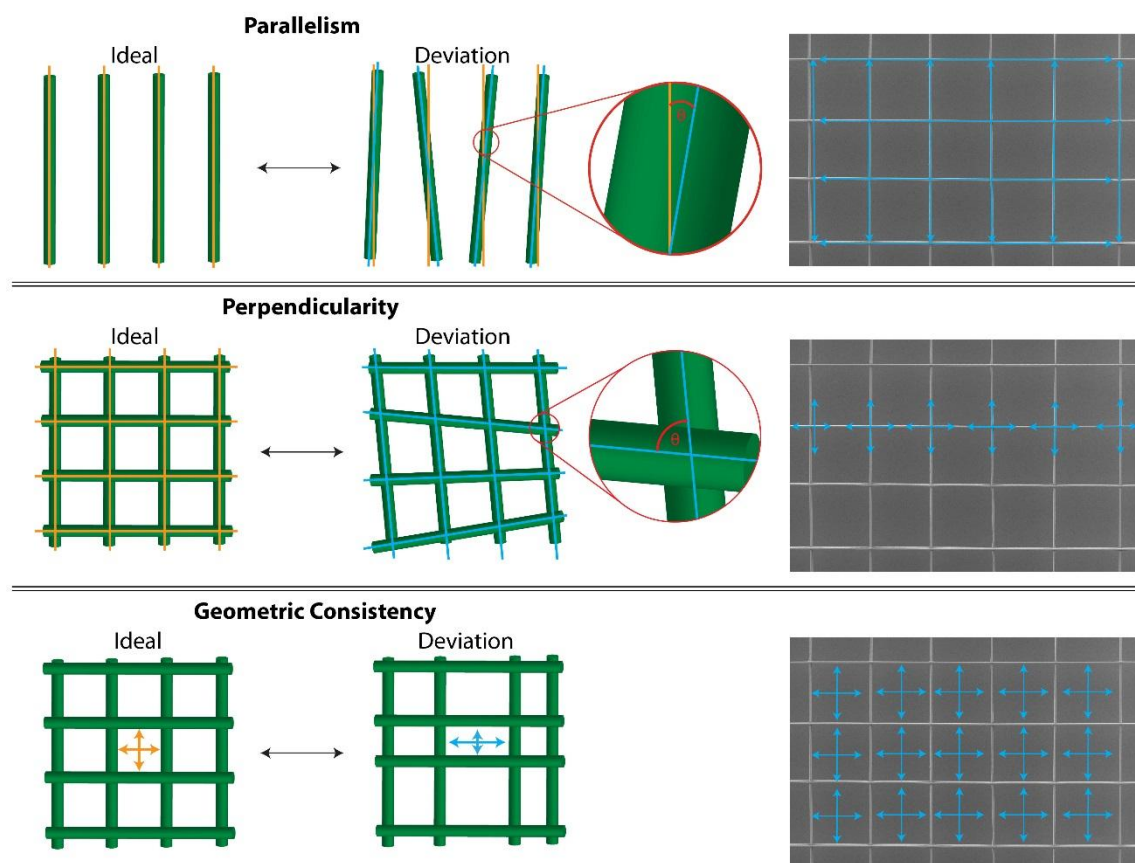 Parallelism
Ideal
Deviation
θ
Perpendicularity
Ideal
Deviation
θ
Geometric Consistency
Ideal
Deviation